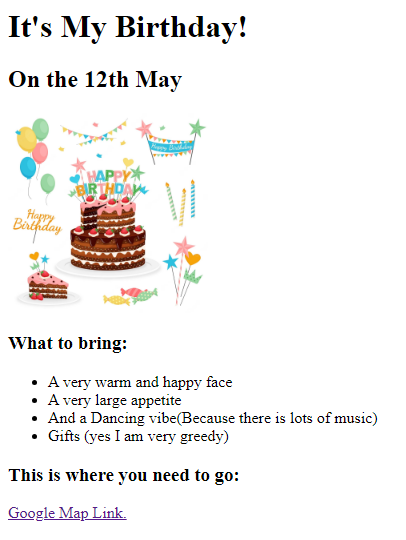 It's My Birthday!
On the 12th May
Happy Birthday
HAPPY
BIRTHDAY
Happy
Birthday
What to bring:
A very warm and happy face
A very large appetite
And a Dancing vibe(Because there is lots of music)
Gifts (yes I am very greedy)
This is where you need to go:
Google Map Link.